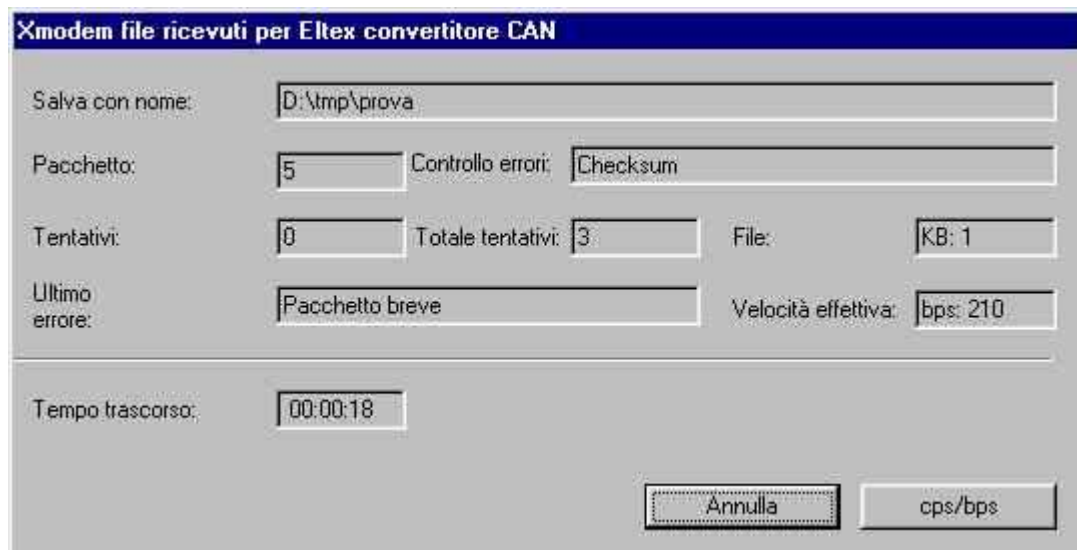 Xmodem file ricevuti per Eltex convertitore CAN
Salva con nome: D:\tmp\prova
Pacchetto: 5 Controllo errori: Checksum
Tentativi: 0 Totale tentativi: 3 File: KB: 1
Ultimo
errore: Pacchetto breve Velocità effettiva: bps: 210
Tempo trascorso: 00:00:18
Annulla cps/bps